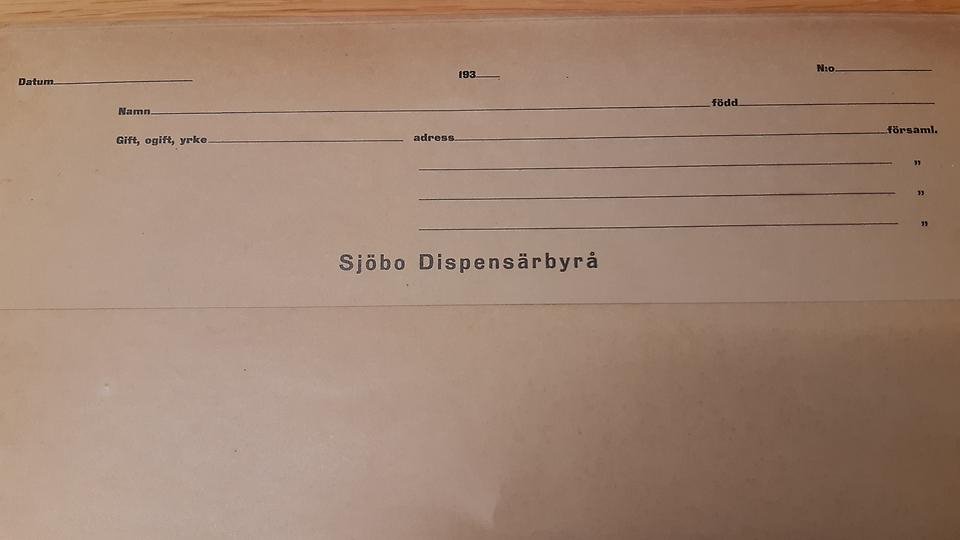 Datum 193 N:o
Namn född
Gift, ogift, yrke adress församl.
"
"
"
Sjöbo Dispensärbyrå